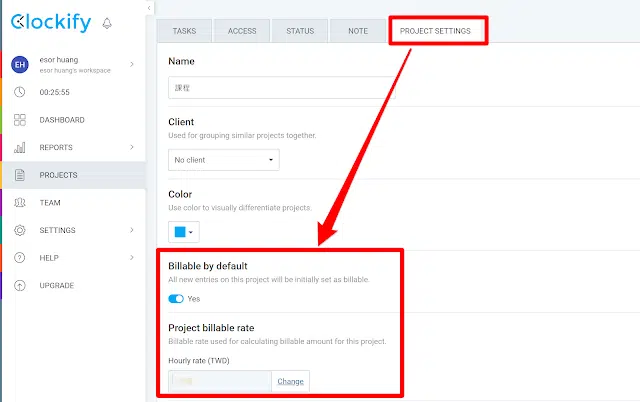 Clockify
EH
esor huang
esor huang's workspace
00:25:55
DASHBOARD
REPORTS
PROJECTS
TEAM
SETTINGS
HELP
UPGRADE
TASKS
ACCESS
STATUS
NOTE
PROJECT SETTINGS
Name
課程
Client
Used for grouping similar projects together.
No client
Color
Use color to visually differentiate projects.
Billable by default
All new entries on this project will be initially set as billable.
Yes
Project billable rate
Billable rate used for calculating billable amount for this project.
Hourly rate (TWD)
Change